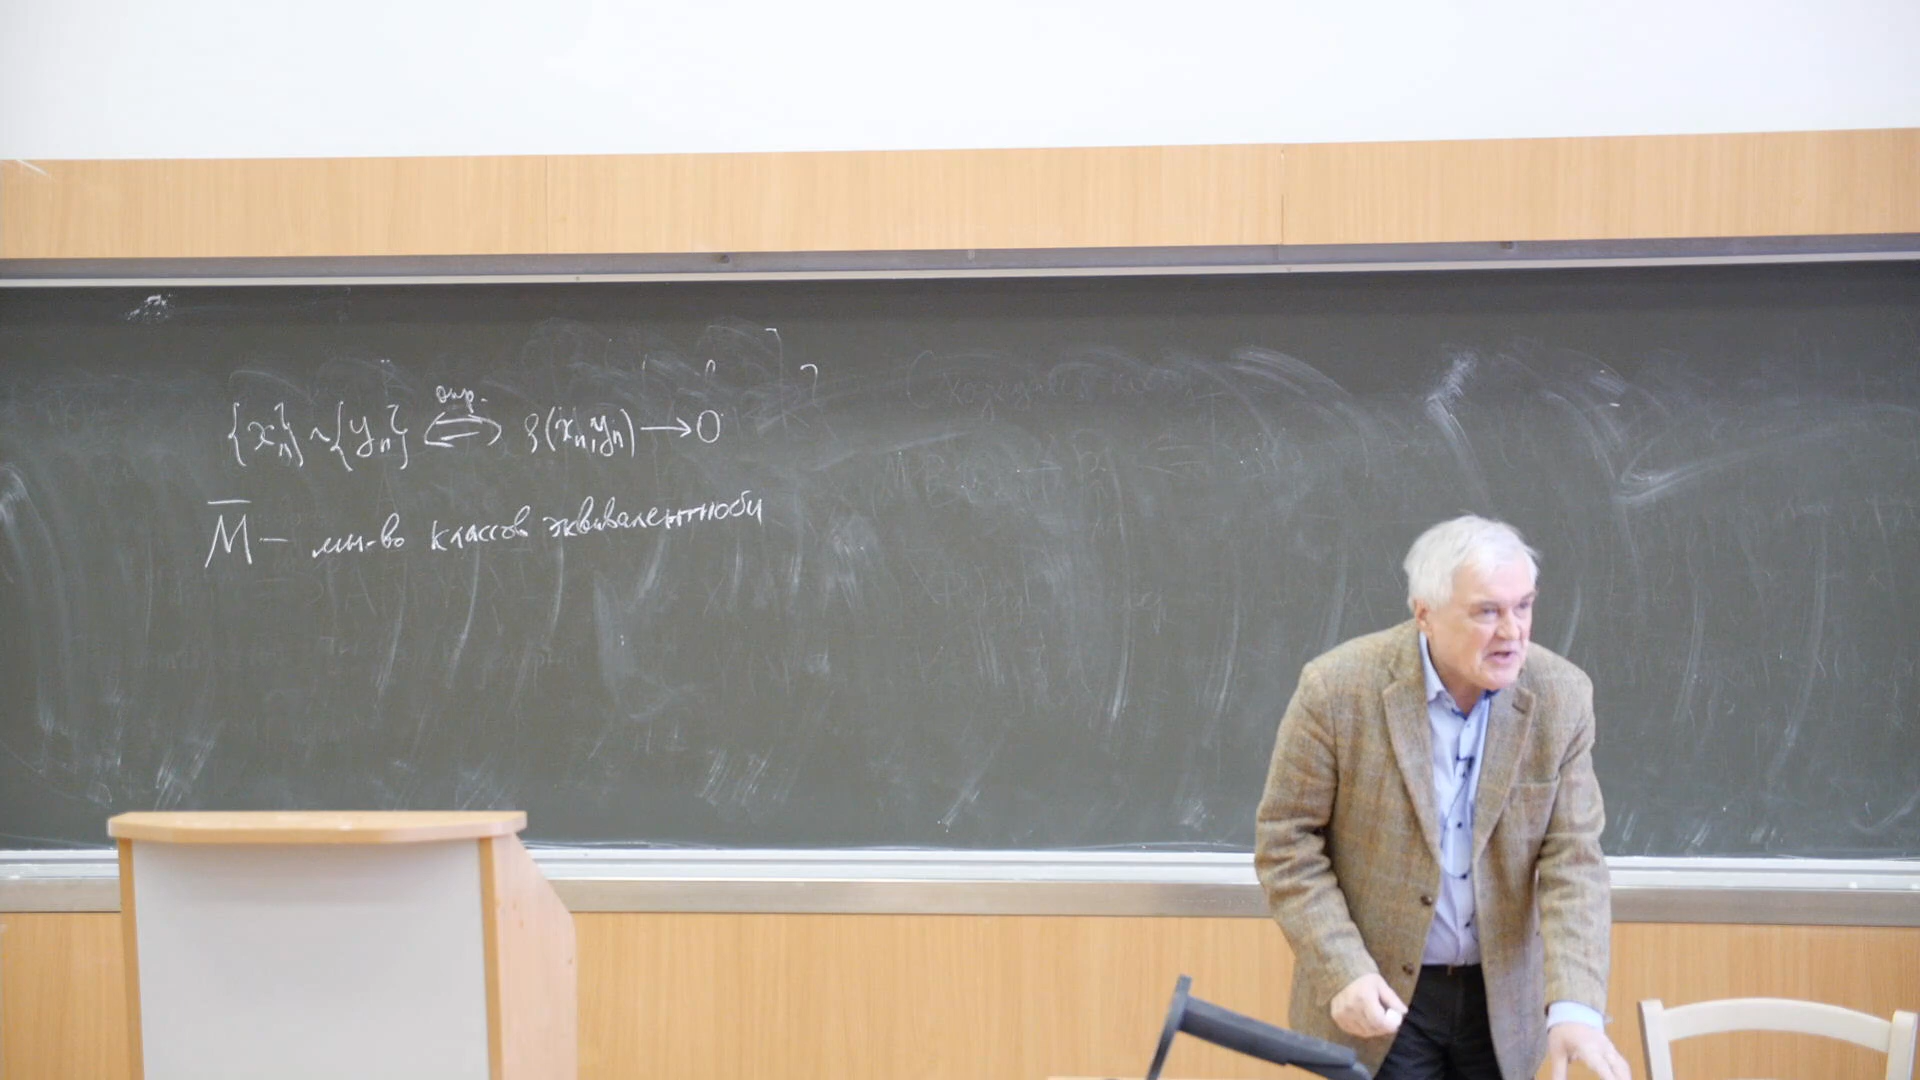 {xₙ} ~ {yₙ} ⟺ опр. ρ(xₙ, yₙ) → 0
M̅ — мн-во классов эквивалентности